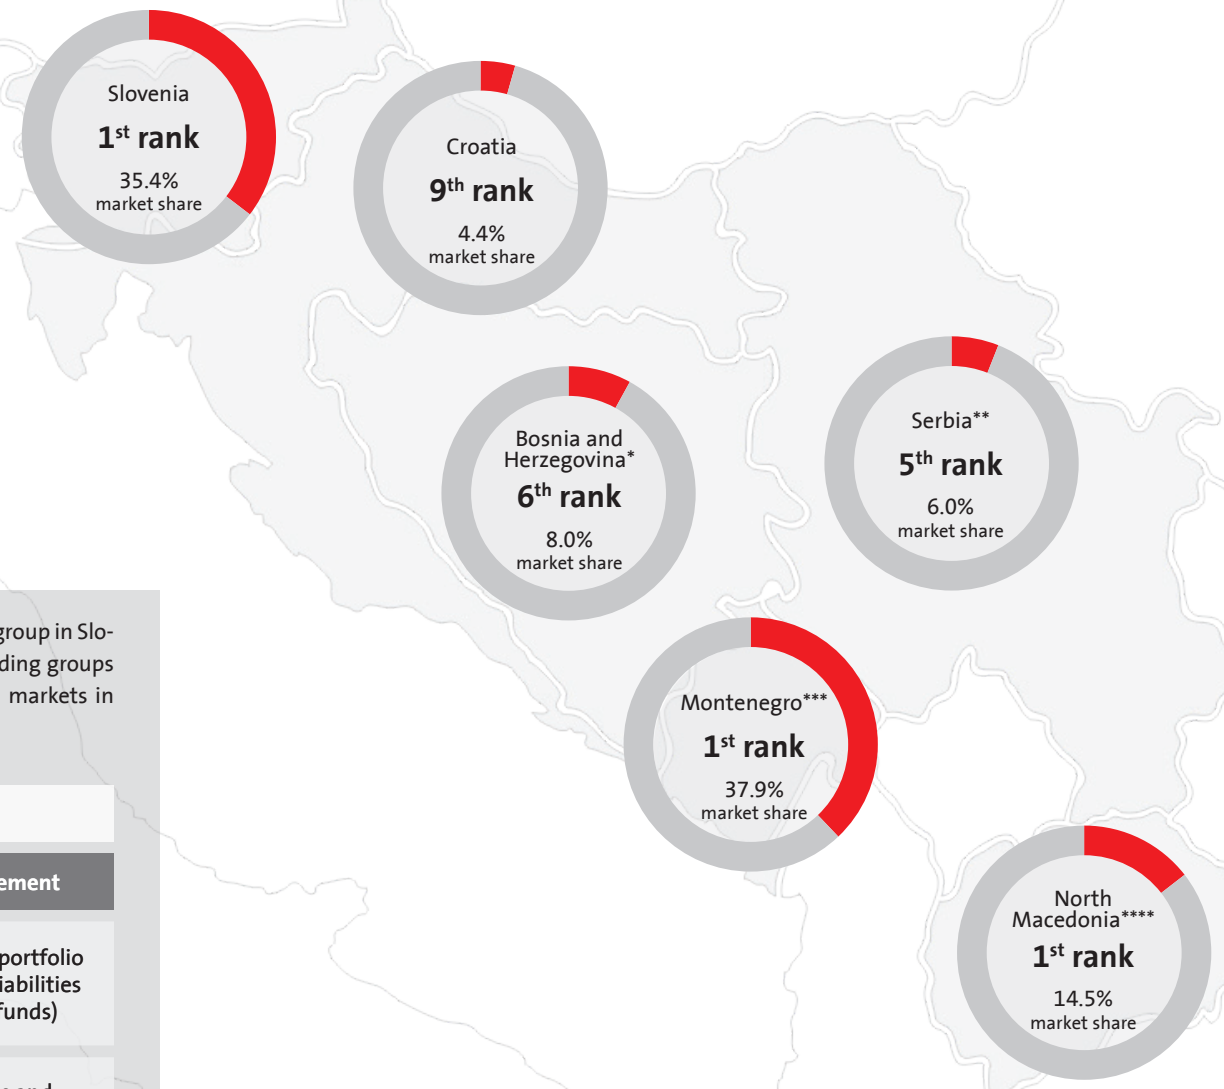 Slovenia
1st rank
35.4%
market share
Croatia
9th rank
4.4%
market share
Bosnia and
Herzegovina*
6th rank
8.0%
market share
Serbia**
5th rank
6.0%
market share
Montenegro***
1st rank
37.9%
market share
North
Macedonia****
1st rank
14.5%
market share
group in Slo-
ding groups
markets in
ement
portfolio
iabilities
funds)